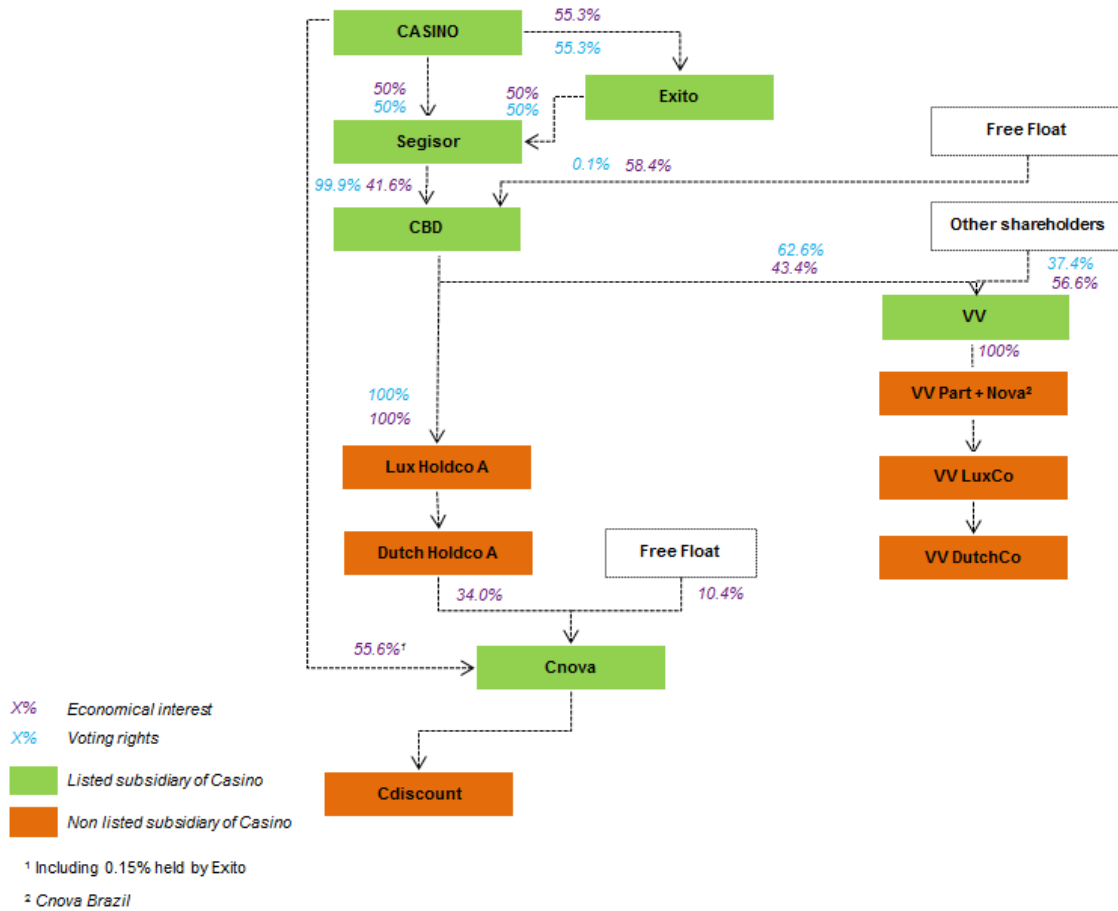 55.3%
CASINO
55.3%
50%
50%
50%
50%
Exito
Free Float
Segisor
0.1% 58.4%
99.9% 41.6%
CBD
Other shareholders
62.6%
43.4%
37.4%
56.6%
VV
100%
VV Part + Nova²
100%
100%
Lux Holdco A
VV LuxCo
Dutch Holdco A
Free Float
VV DutchCo
34.0%
10.4%
55.6%¹
Cnova
X% Economical interest
X% Voting rights
Listed subsidiary of Casino
Cdiscount
Non listed subsidiary of Casino
¹ Including 0.15% held by Exito
² Cnova Brazil